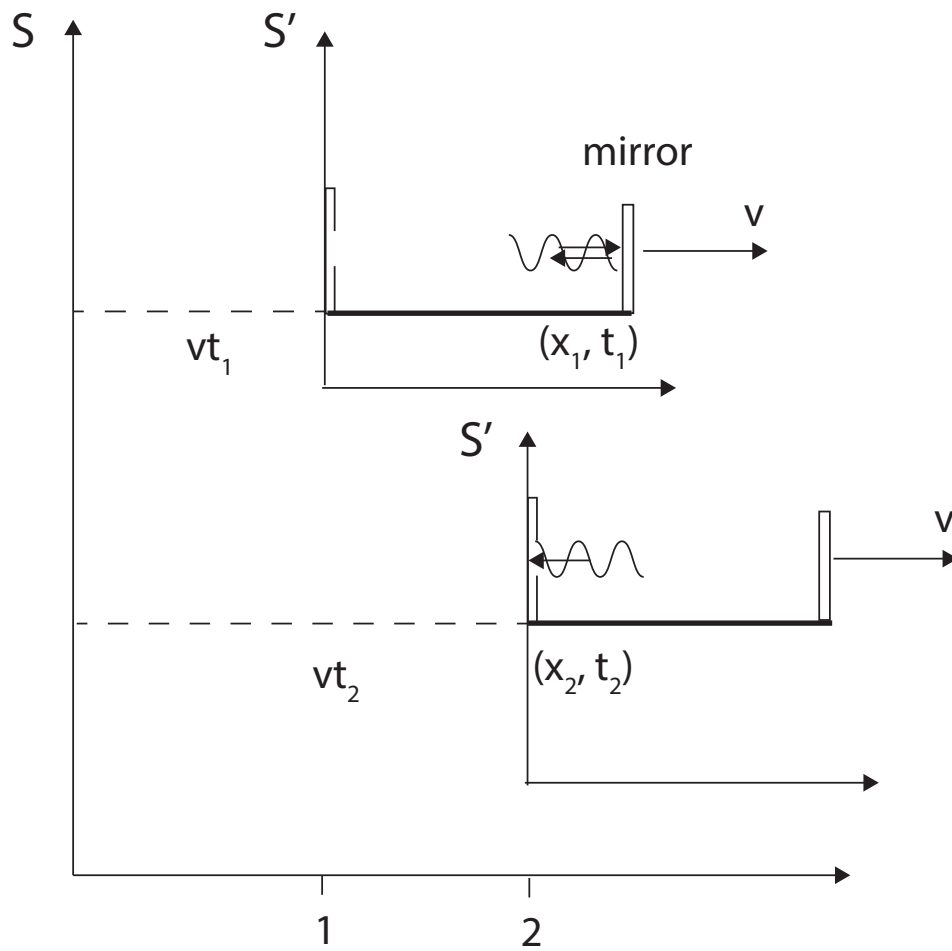 S
S′
mirror
v
vt₁
(x₁, t₁)
S′
v
vt₂
(x₂, t₂)
1
2